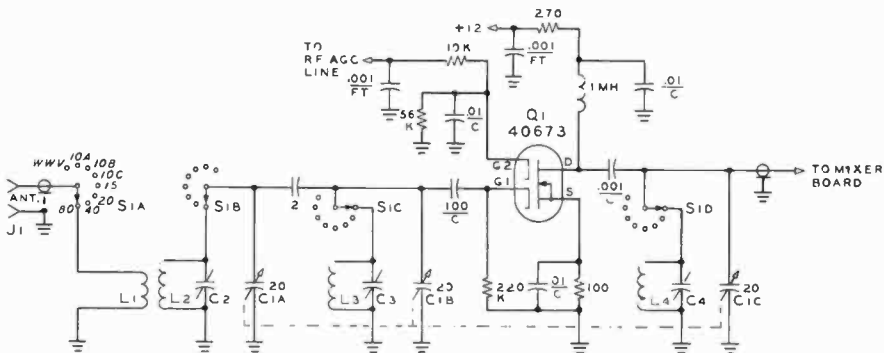 +12
270
.001
FT
TO
RF AGC
LINE
10K
.001
FT
56
K
.01
C
1MH
.01
C
Q1
40673
G2
G1
D
S
WWV
10A
10B
10C
15
20
40
80
ANT.
J1
S1A
S1B
2
S1C
100
C
.001
C
S1D
TO MIXER
BOARD
L1
L2
C2
20
C1A
L3
C3
20
C1B
220
K
.01
C
100
L4
C4
20
C1C